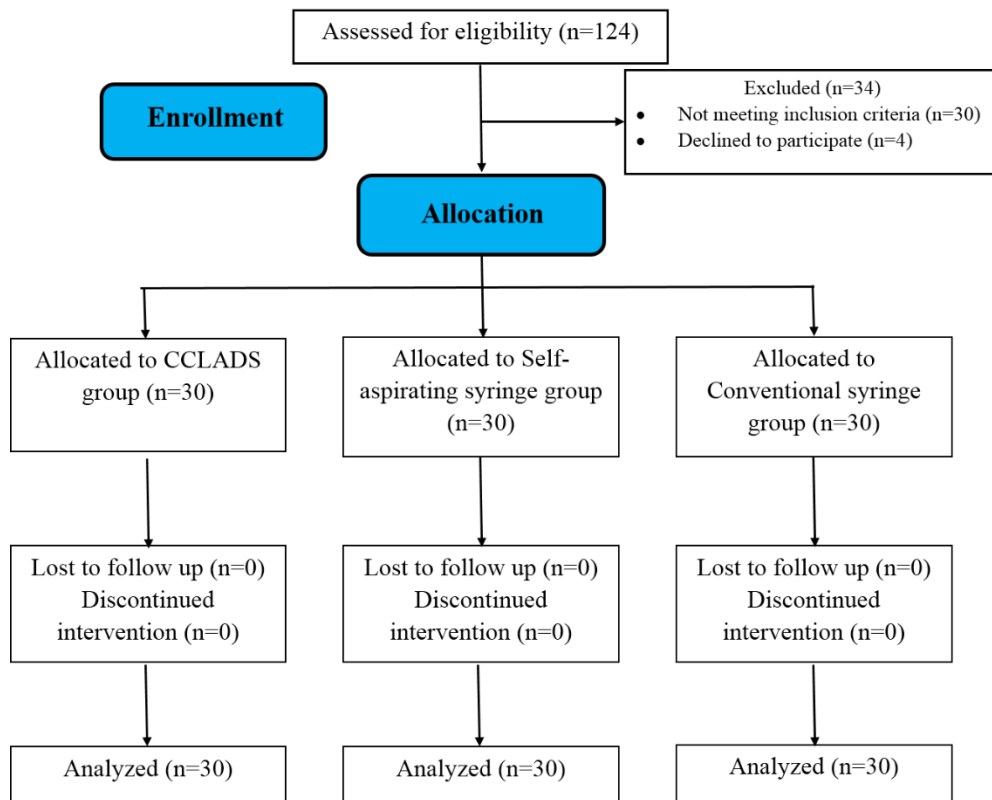 Assessed for eligibility (n=124)
Enrollment
Excluded (n=34)
• Not meeting inclusion criteria (n=30)
• Declined to participate (n=4)
Allocation
Allocated to CCLADS
group (n=30)
Allocated to Self-
aspirating syringe group
(n=30)
Allocated to
Conventional syringe
group (n=30)
Lost to follow up (n=0)
Discontinued
intervention (n=0)
Lost to follow up (n=0)
Discontinued
intervention (n=0)
Lost to follow up (n=0)
Discontinued
intervention (n=0)
Analyzed (n=30)
Analyzed (n=30)
Analyzed (n=30)